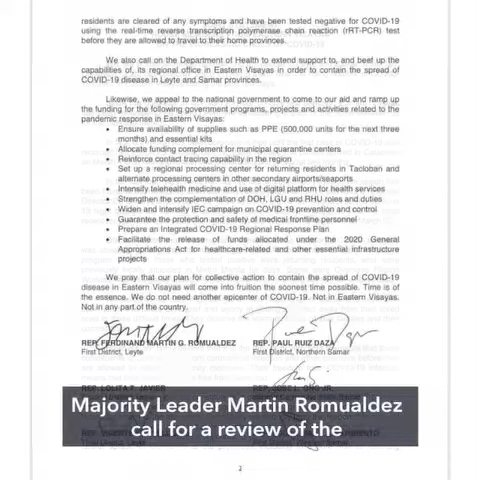 residents are cleared of any symptoms and have been tested negative for COVID-19
using the real-time reverse transcription polymerase chain reaction (rRT-PCR) test
before they are allowed to travel to their home provinces.
We also call on the Department of Health to extend support to, and beef up the
capabilities of, its regional office in Eastern Visayas in order to contain the spread of
COVID-19 disease in Leyte and Samar provinces.
Likewise, we appeal to the national government to come to our aid and ramp up
the funding for the following government programs, projects and activities related to the
pandemic response in Eastern Visayas:
• Ensure availability of supplies such as PPE (500,000 units for the next three
months) and essential kits
• Allocate funding complement for municipal quarantine centers
• Reinforce contact tracing capability in the region
• Set up a regional processing center for returning residents in Tacloban and
alternate processing centers in other secondary airports/seaports
• Intensify telehealth medicine and use of digital platform for health services
• Strengthen the complementation of DOH, LGU and RHU roles and duties
• Widen and intensify IEC campaign on COVID-19 prevention and control
• Guarantee the protection and safety of medical frontline personnel
• Prepare an Integrated COVID-19 Regional Response Plan
• Facilitate the release of funds allocated under the 2020 General
Appropriations Act for healthcare-related and other essential infrastructure
projects
We pray that our plan for collective action to contain the spread of COVID-19
disease in Eastern Visayas will come into fruition the soonest time possible. Time is of
the essence. We do not need another epicenter of COVID-19. Not in Eastern Visayas.
Not in any part of the country.
REP. FERDINAND MARTIN G. ROMUALDEZ REP. PAUL RUIZ DAZA
First District, Leyte First District, Northern Samar
REP. LOLITA F. JAVIER REP. JOSE L. ONG JR.
Majority Leader Martin Romualdez
call for a review of the
2